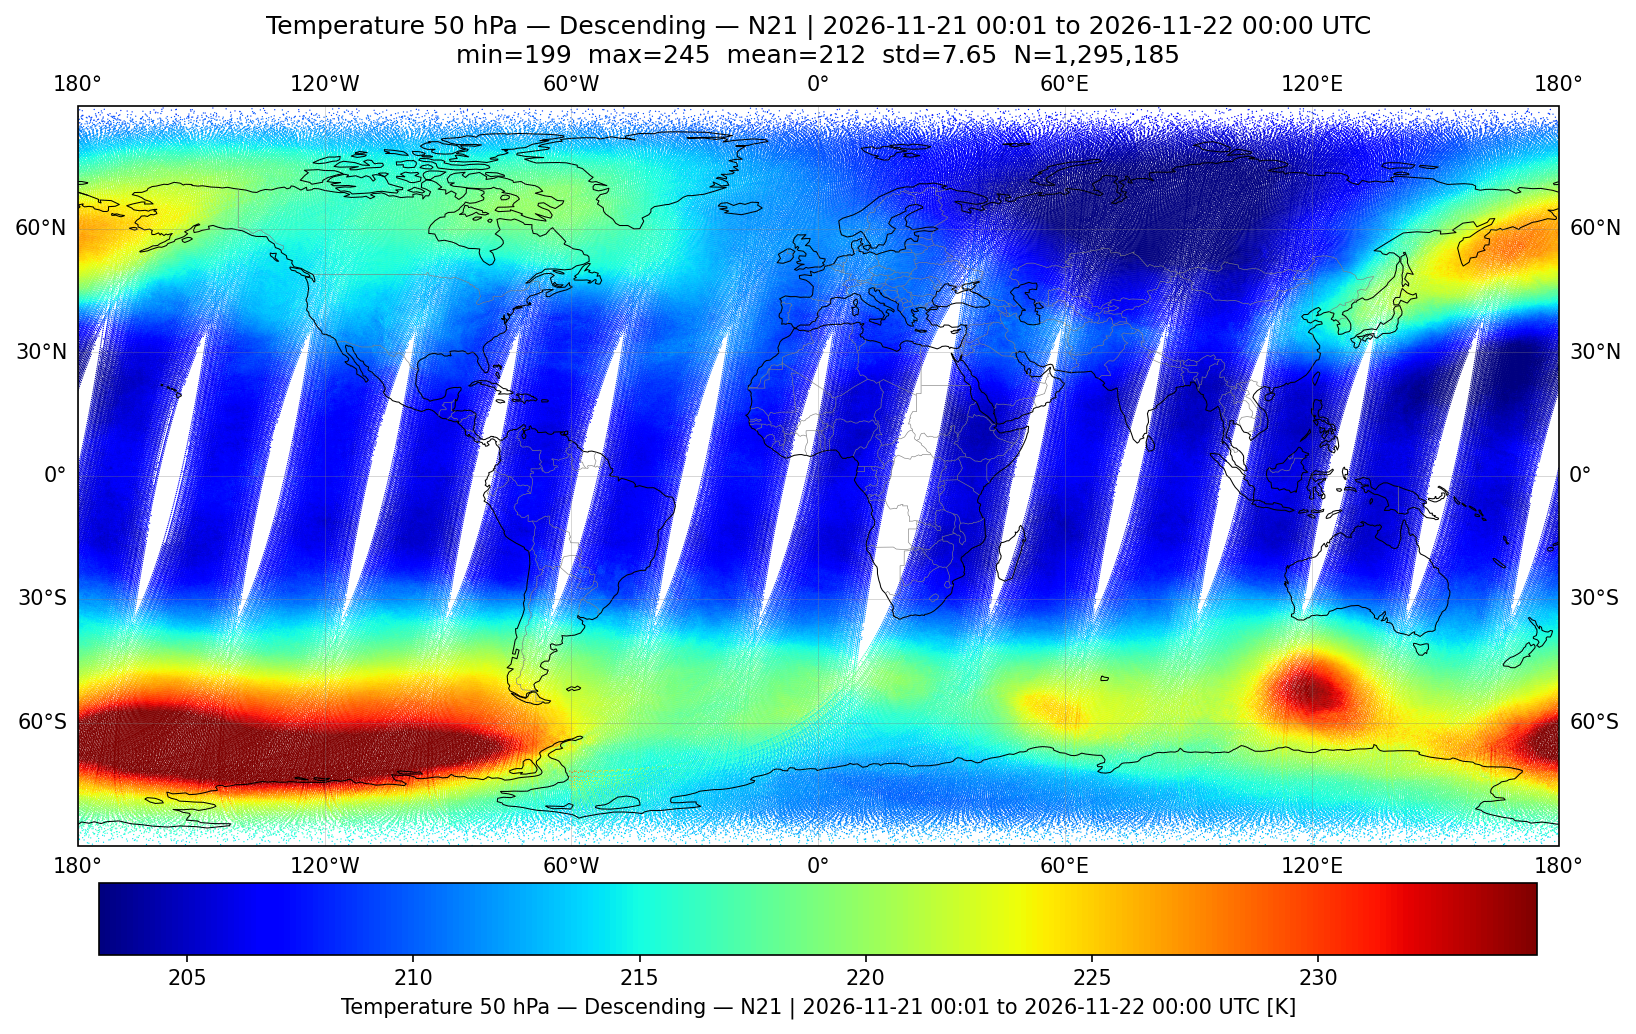 Temperature 50 hPa — Descending — N21 | 2026-11-21 00:01 to 2026-11-22 00:00 UTC
min=199 max=245 mean=212 std=7.65 N=1,295,185
180° 120°W 60°W 0° 60°E 120°E 180°
60°N 60°N
30°N 30°N
0° 0°
30°S 30°S
60°S 60°S
180° 120°W 60°W 0° 60°E 120°E 180°
205 210 215 220 225 230
Temperature 50 hPa — Descending — N21 | 2026-11-21 00:01 to 2026-11-22 00:00 UTC [K]